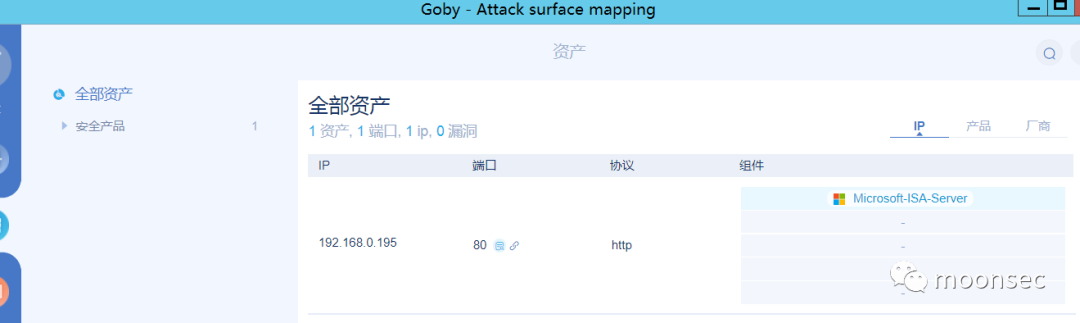 Goby - Attack surface mapping
资产
全部资产
安全产品 1
全部资产
1 资产, 1 端口, 1 ip, 0 漏洞
IP 产品 厂商
IP 端口 协议 组件
Microsoft-ISA-Server
-
192.168.0.195 80 http
-
-
moonsec